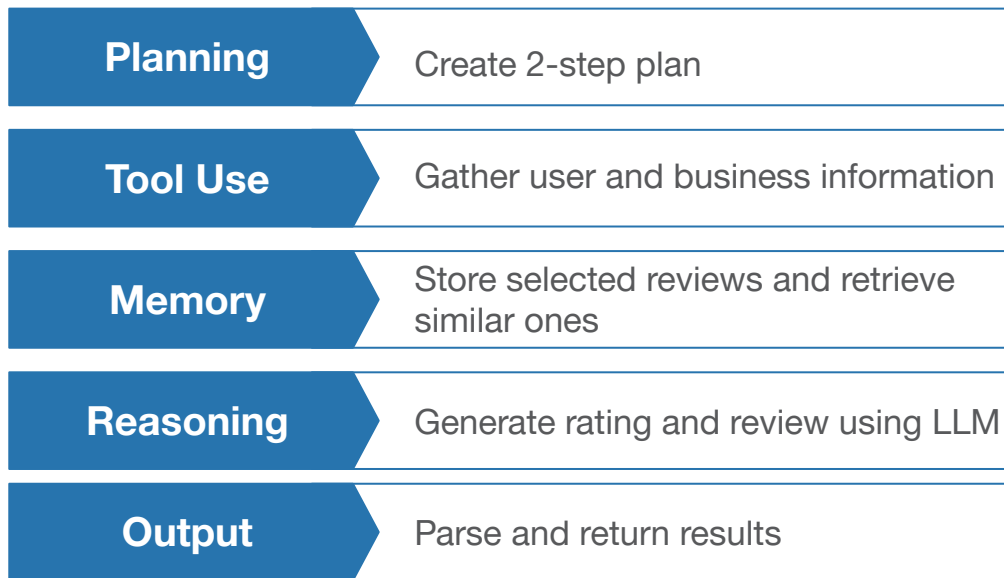 Planning
Create 2-step plan
Tool Use
Gather user and business information
Memory
Store selected reviews and retrieve
similar ones
Reasoning
Generate rating and review using LLM
Output
Parse and return results